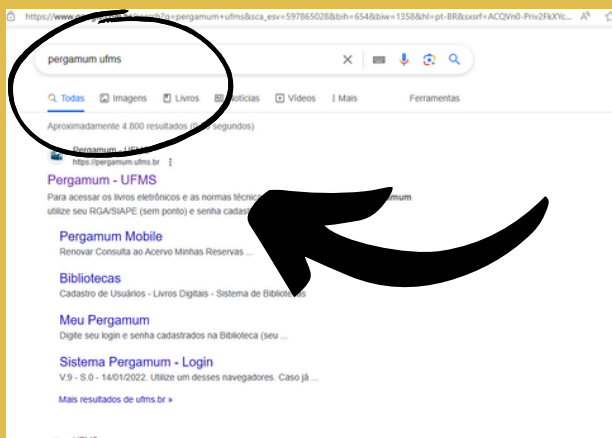 pergamum ufms
Todas Imagens Livros Notícias Vídeos Mais Ferramentas
Aproximadamente 4.800 resultados segundos)
Pergamum - UFMS
https://pergamum.ufms.br
Pergamum - UFMS
Para acessar os livros eletrônicos e as normas
utilize seu RGA/SIAPE (sem ponto) e senha
Pergamum Mobile
Renovar Consulta ao Acervo Minhas Reservas ...
Bibliotecas
Cadastro de Usuários - Livros Digitais - Sistema de
Meu Pergamum
Digite seu login e senha cadastrados na Biblioteca (seu ...
Sistema Pergamum - Login
V.9 - S.0 - 14/01/2022. Utilize um desses navegadores. Caso já ...
Mais resultados de ufms.br »